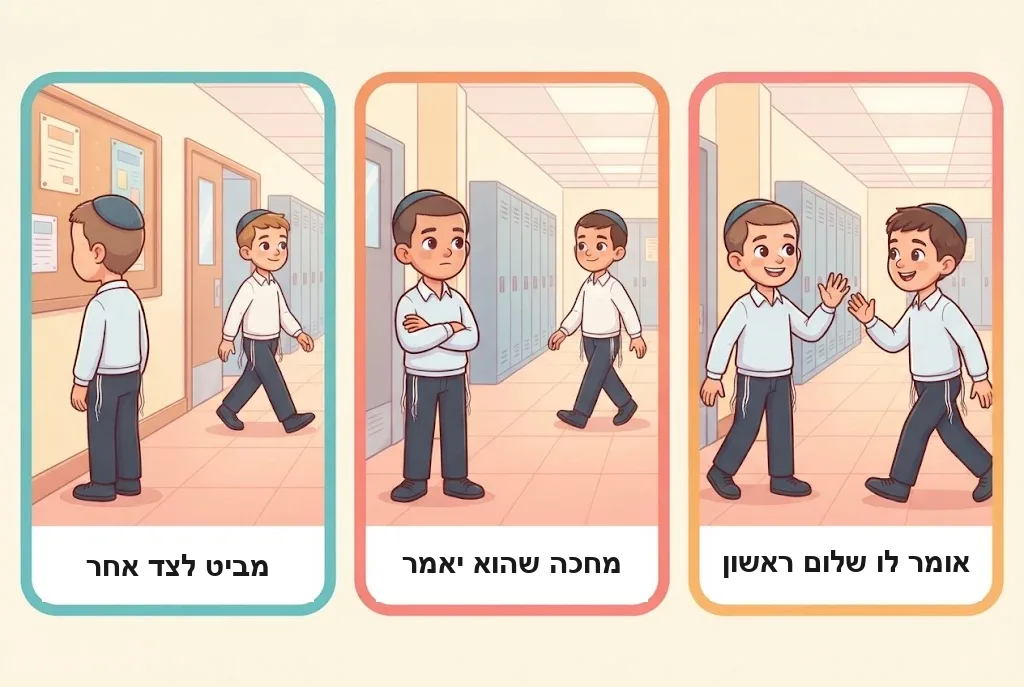 אומר לו שלום ראשון
מחכה שהוא יאמר
מביט לצד אחר